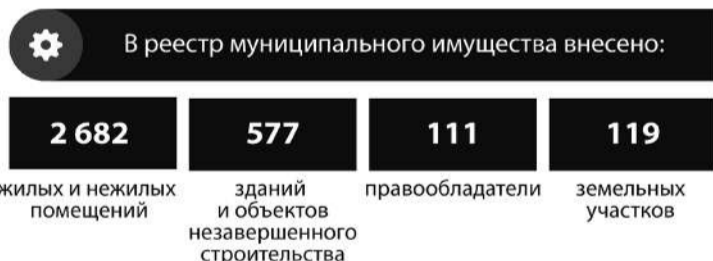 В реестр муниципального имущества внесено:
2 682
жилых и нежилых
помещений
577
зданий
и объектов
незавершенного
строительства
111
правообладатели
119
земельных
участков